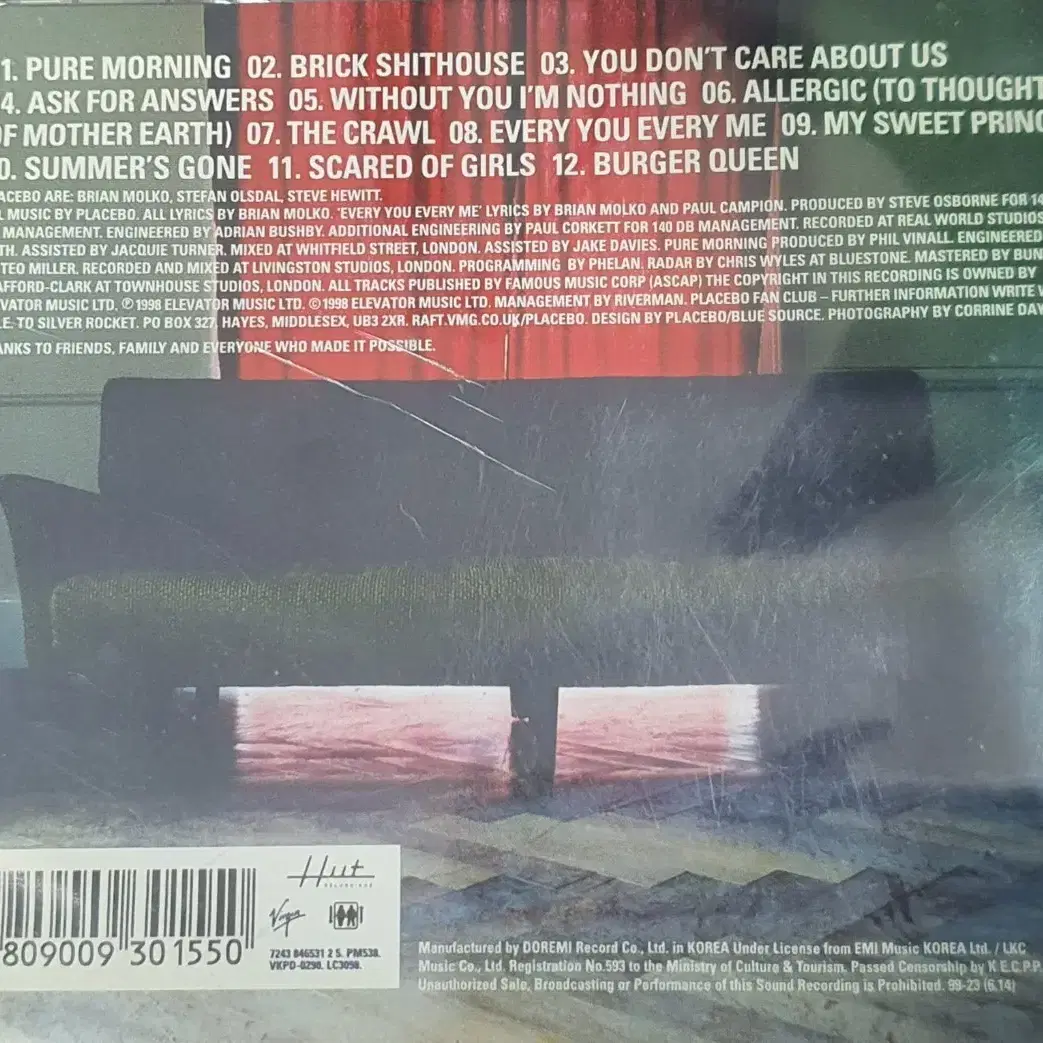 1. PURE MORNING 02. BRICK SHITHOUSE 03. YOU DON'T CARE ABOUT US
4. ASK FOR ANSWERS 05. WITHOUT YOU I'M NOTHING 06. ALLERGIC (TO THOUGHT
OF MOTHER EARTH) 07. THE CRAWL 08. EVERY YOU EVERY ME 09. MY SWEET PRINC
0. SUMMER'S GONE 11. SCARED OF GIRLS 12. BURGER QUEEN
ACEBO ARE: BRIAN MOLKO, STEFAN OLSDAL, STEVE HEWITT.
L MUSIC BY PLACEBO. ALL LYRICS BY BRIAN MOLKO. 'EVERY YOU EVERY ME' LYRICS BY BRIAN MOLKO AND PAUL CAMPION. PRODUCED BY STEVE OSBORNE FOR 14
MANAGEMENT. ENGINEERED BY ADRIAN BUSHBY. ADDITIONAL ENGINEERING BY PAUL CORKETT FOR 140 DB MANAGEMENT. RECORDED AT REAL WORLD STUDIOS
TH. ASSISTED BY JACQUIE TURNER. MIXED AT WHITFIELD STREET, LONDON. ASSISTED BY JAKE DAVIES. PURE MORNING PRODUCED BY PHIL VINALL. ENGINEERED
TEO MILLER. RECORDED AND MIXED AT LIVINGSTON STUDIOS, LONDON. PROGRAMMING BY PHELAN. RADAR BY CHRIS WYLES AT BLUESTONE. MASTERED BY BUN
AFFORD-CLARK AT TOWNHOUSE STUDIOS, LONDON. ALL TRACKS PUBLISHED BY FAMOUS MUSIC CORP (ASCAP) THE COPYRIGHT IN THIS RECORDING IS OWNED BY
VATOR MUSIC LTD. ℗ 1998 ELEVATOR MUSIC LTD. © 1998 ELEVATOR MUSIC LTD. MANAGEMENT BY RIVERMAN. PLACEBO FAN CLUB – FURTHER INFORMATION WRITE
LE: TO SILVER ROCKET. PO BOX 327, HAYES, MIDDLESEX, UB3 2XR. RAFT.VMG.CO.UK/PLACEBO. DESIGN BY PLACEBO/BLUE SOURCE. PHOTOGRAPHY BY CORRINE DAY
ANKS TO FRIENDS, FAMILY AND EVERYONE WHO MADE IT POSSIBLE.
Hut
RECORDINGS
Virgin
809009 301550
7243 846531 2 5. PM538.
VKPD-0290. LC3098.
Manufactured by DOREMI Record Co., Ltd. in KOREA Under License from EMI Music KOREA Ltd. / LKC
Music Co., Ltd. Registration No.593 to the Ministry of Culture & Tourism. Passed Censorship by K.E.C.P.P.
Unauthorized Sale, Broadcasting or Performance of this Sound Recording is Prohibited. 99-23 (6.14)